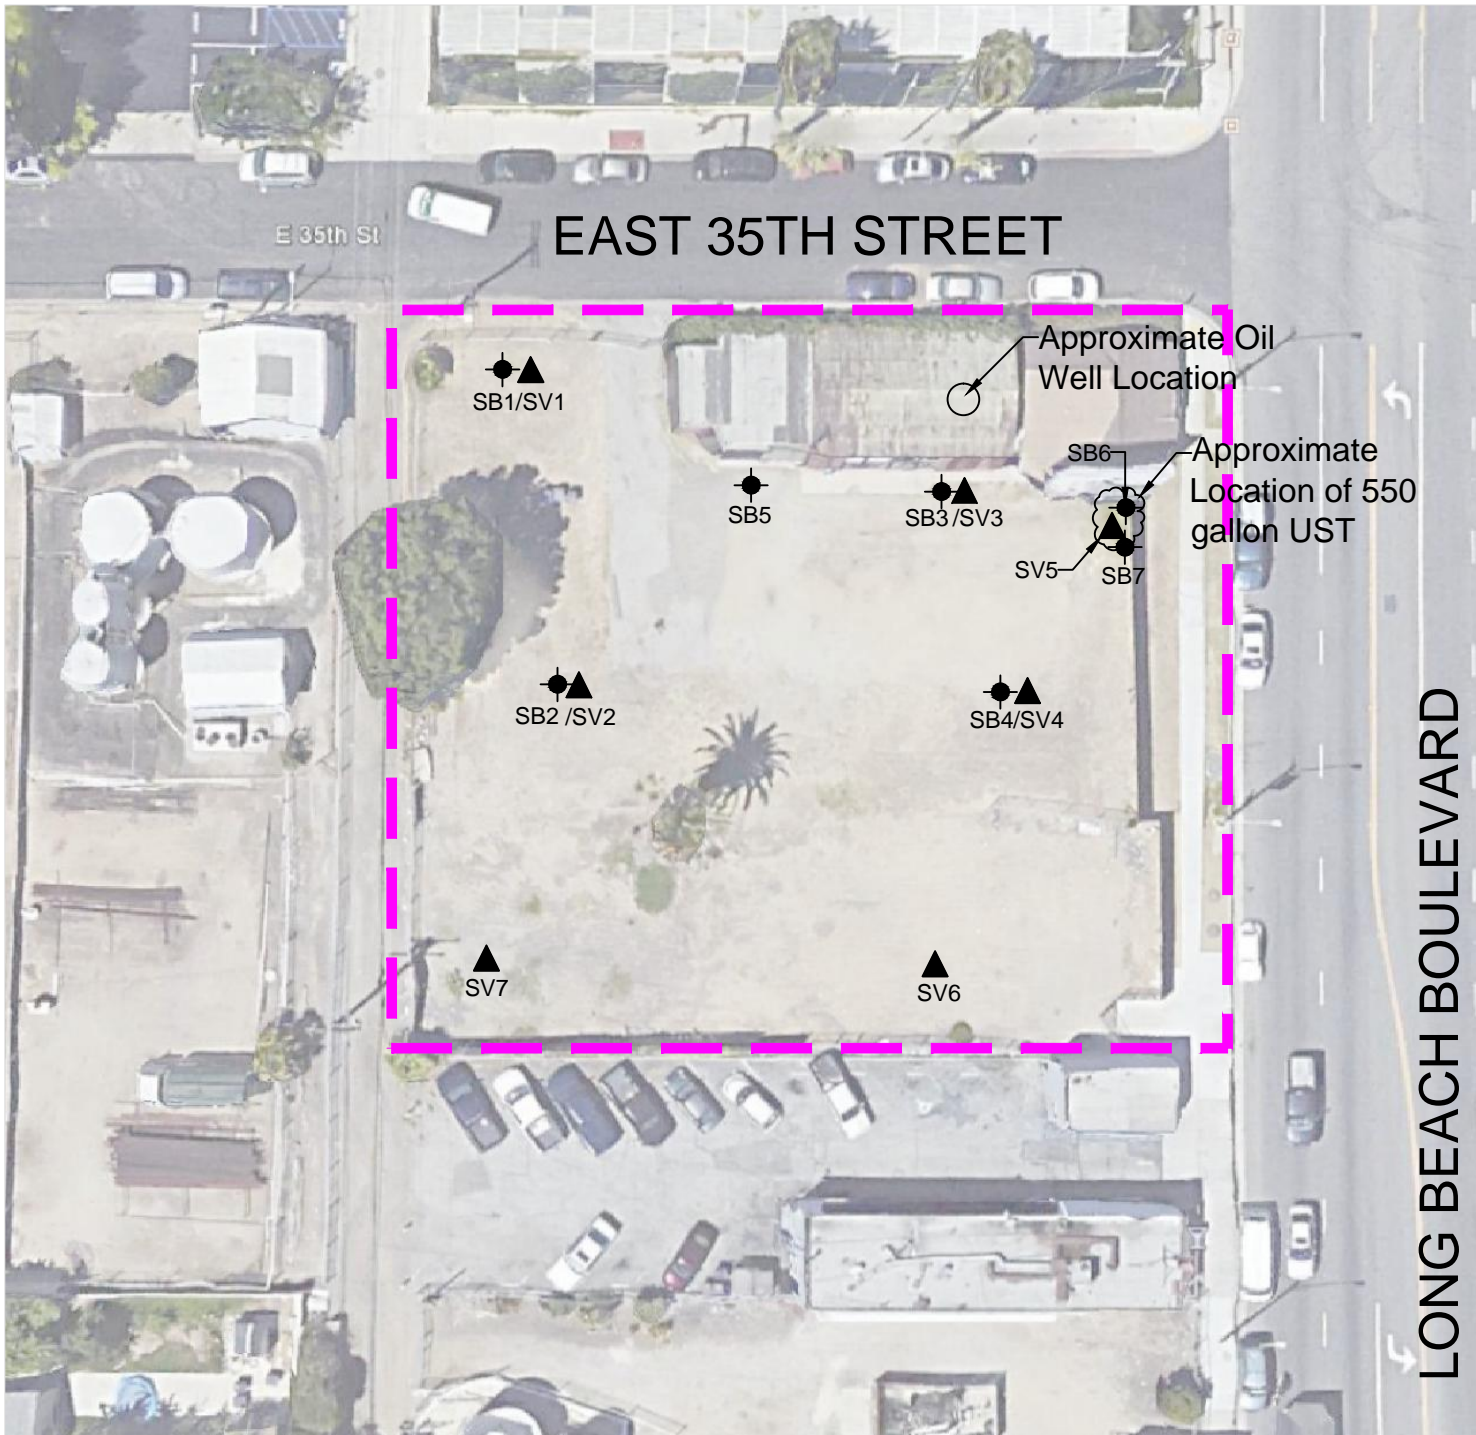 E 35th St
EAST 35TH STREET
Approximate Oil
Well Location
SB1/SV1
SB6
Approximate
Location of 550
gallon UST
SB5
SB3/SV3
SV5
SB7
SB2 /SV2
SB4/SV4
LONG BEACH BOULEVARD
SV7
SV6